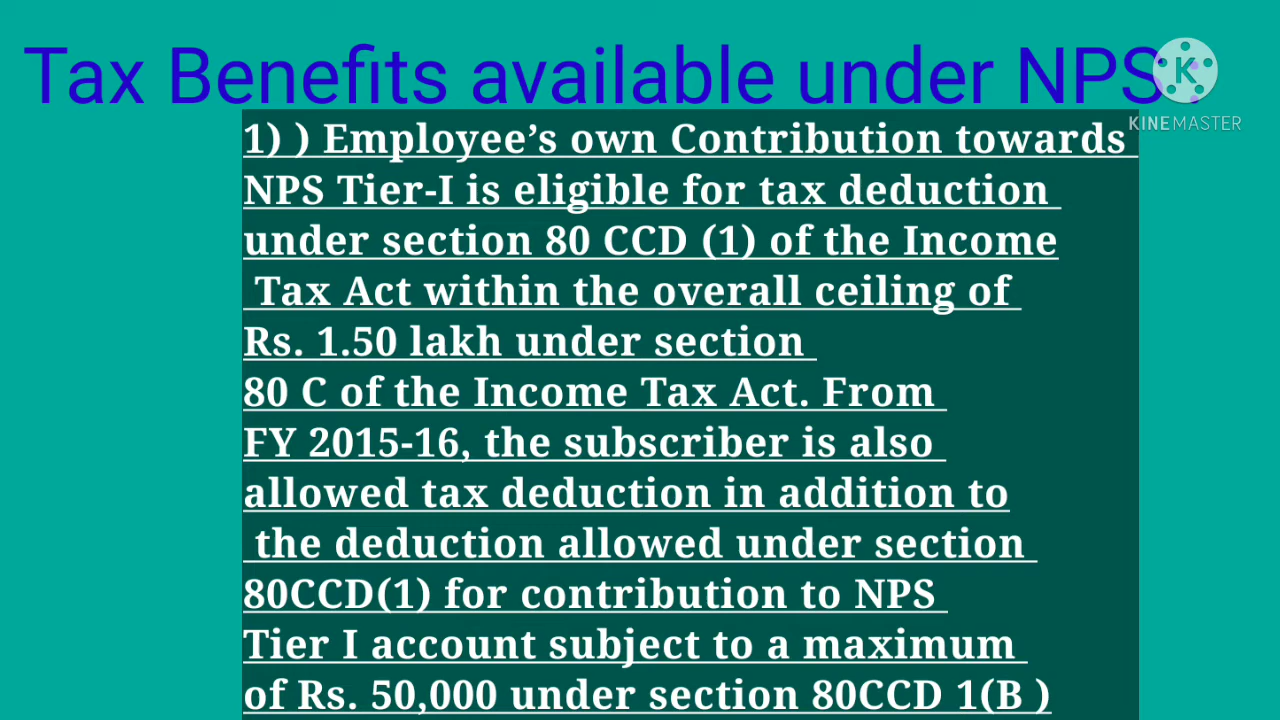 Tax Benefits available under NPS.
K
KINEMASTER
1) ) Employee’s own Contribution towards
NPS Tier-I is eligible for tax deduction
under section 80 CCD (1) of the Income
Tax Act within the overall ceiling of
Rs. 1.50 lakh under section
80 C of the Income Tax Act. From
FY 2015-16, the subscriber is also
allowed tax deduction in addition to
the deduction allowed under section
80CCD(1) for contribution to NPS
Tier I account subject to a maximum
of Rs. 50,000 under section 80CCD 1(B )